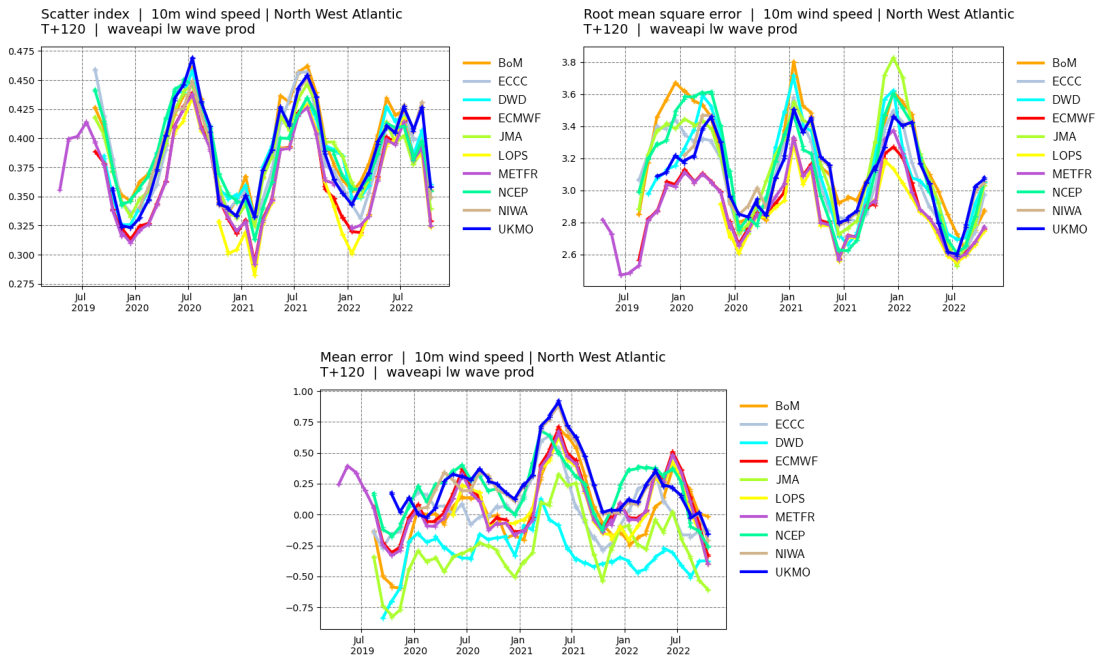 Scatter index | 10m wind speed | North West Atlantic
T+120 | waveapi lw wave prod
0.475
0.450
0.425
0.400
0.375
0.350
0.325
0.300
0.275
Jul
2019
Jan
2020
Jul
2020
Jan
2021
Jul
2021
Jan
2022
Jul
2022
BoM
ECCC
DWD
ECMWF
JMA
LOPS
METFR
NCEP
NIWA
UKMO
Root mean square error | 10m wind speed | North West Atlantic
T+120 | waveapi lw wave prod
3.8
3.6
3.4
3.2
3.0
2.8
2.6
Jul
2019
Jan
2020
Jul
2020
Jan
2021
Jul
2021
Jan
2022
Jul
2022
BoM
ECCC
DWD
ECMWF
JMA
LOPS
METFR
NCEP
NIWA
UKMO
Mean error | 10m wind speed | North West Atlantic
T+120 | waveapi lw wave prod
1.00
0.75
0.50
0.25
0.00
−0.25
−0.50
−0.75
Jul
2019
Jan
2020
Jul
2020
Jan
2021
Jul
2021
Jan
2022
Jul
2022
BoM
ECCC
DWD
ECMWF
JMA
LOPS
METFR
NCEP
NIWA
UKMO